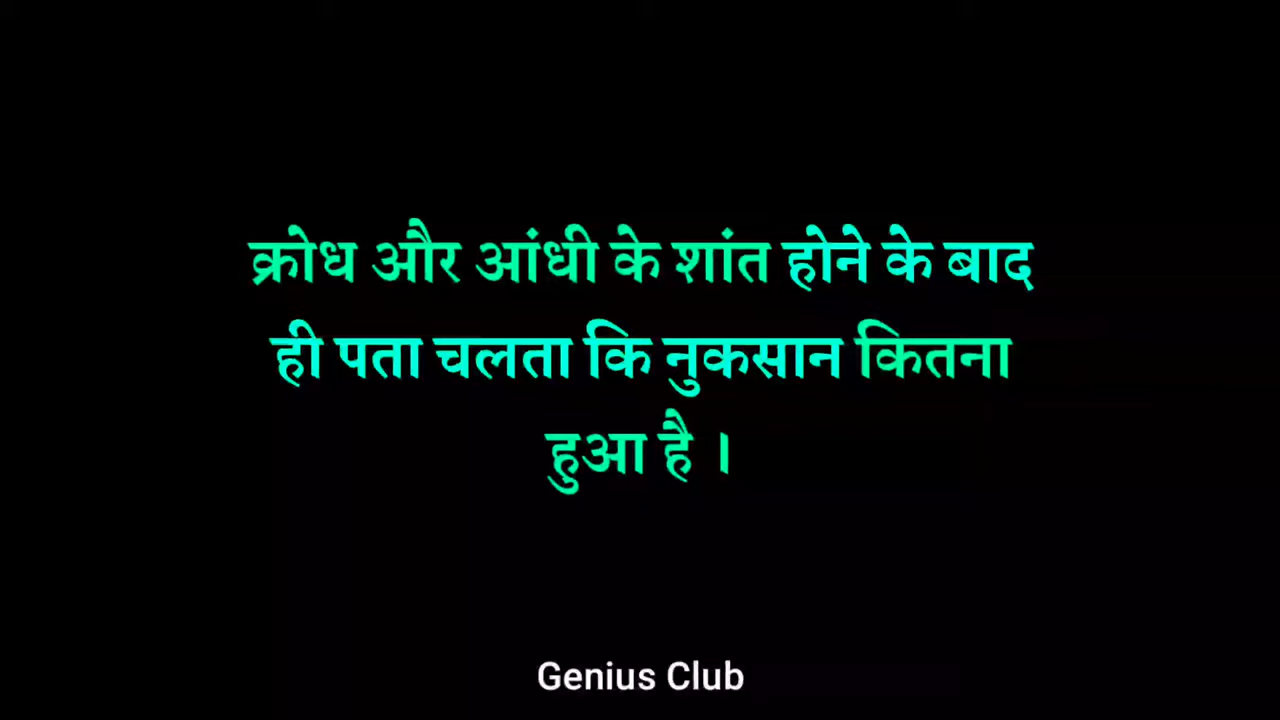 क्रोध और आंधी के शांत होने के बाद
ही पता चलता कि नुकसान कितना
हुआ है ।
Genius Club